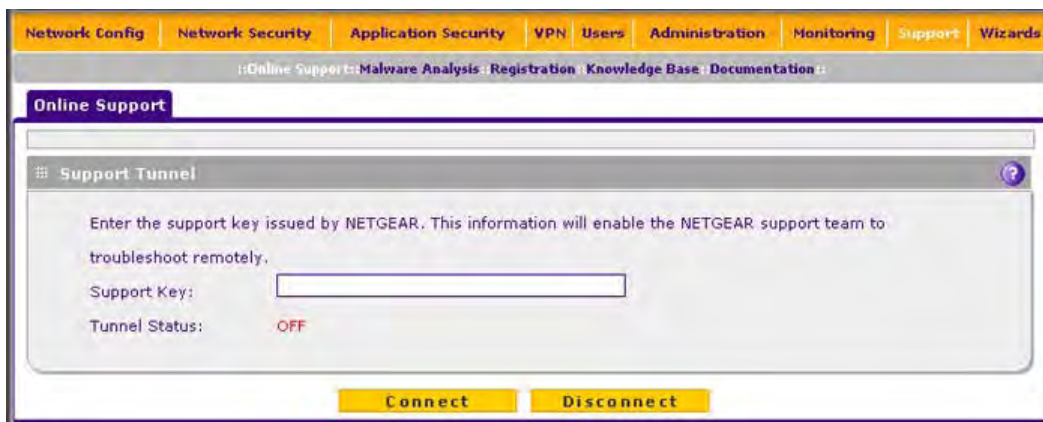 Network Config Network Security Application Security VPN Users Administration Monitoring Support Wizards
::Online Support::Malware Analysis::Registration::Knowledge Base::Documentation::
Online Support
Support Tunnel
?
Enter the support key issued by NETGEAR. This information will enable the NETGEAR support team to
troubleshoot remotely.
Support Key:
Tunnel Status: OFF
Connect Disconnect